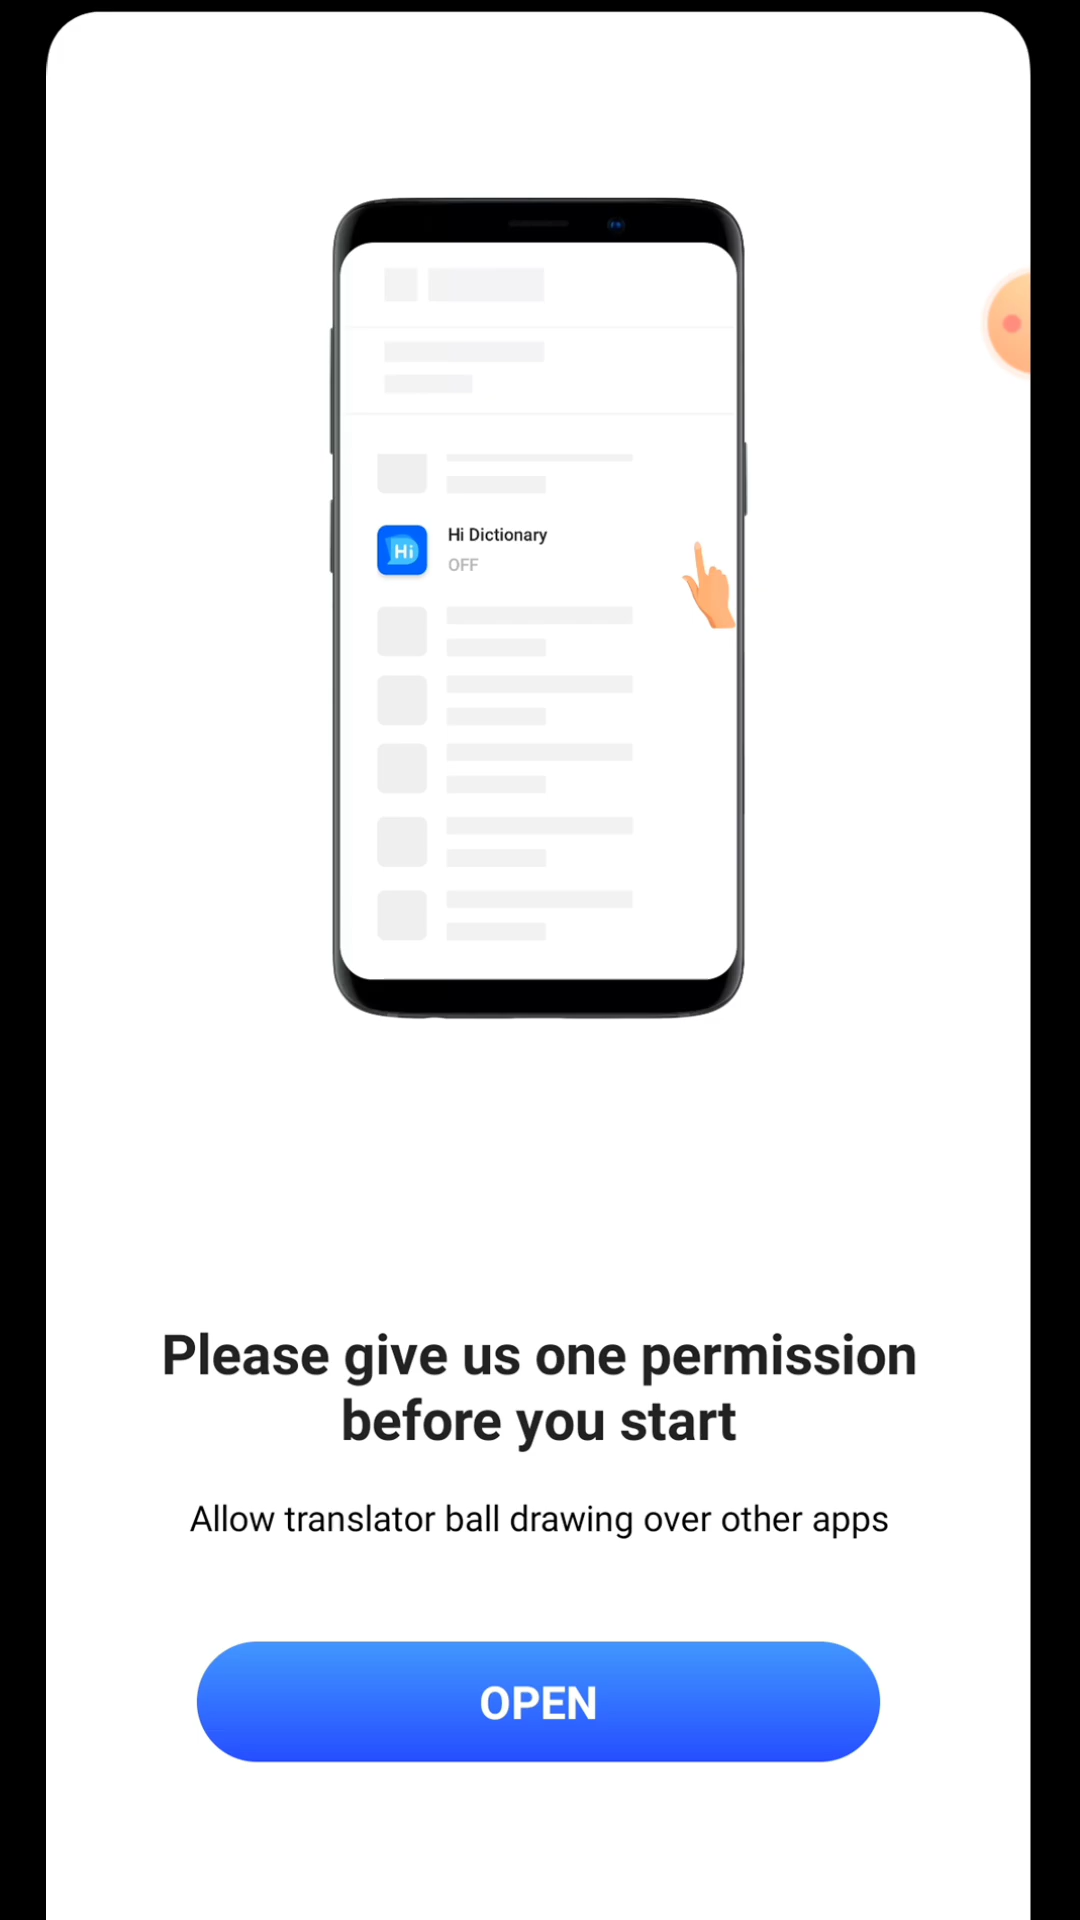 Hi Dictionary
Hi
OFF
Please give us one permission
before you start
Allow translator ball drawing over other apps
OPEN